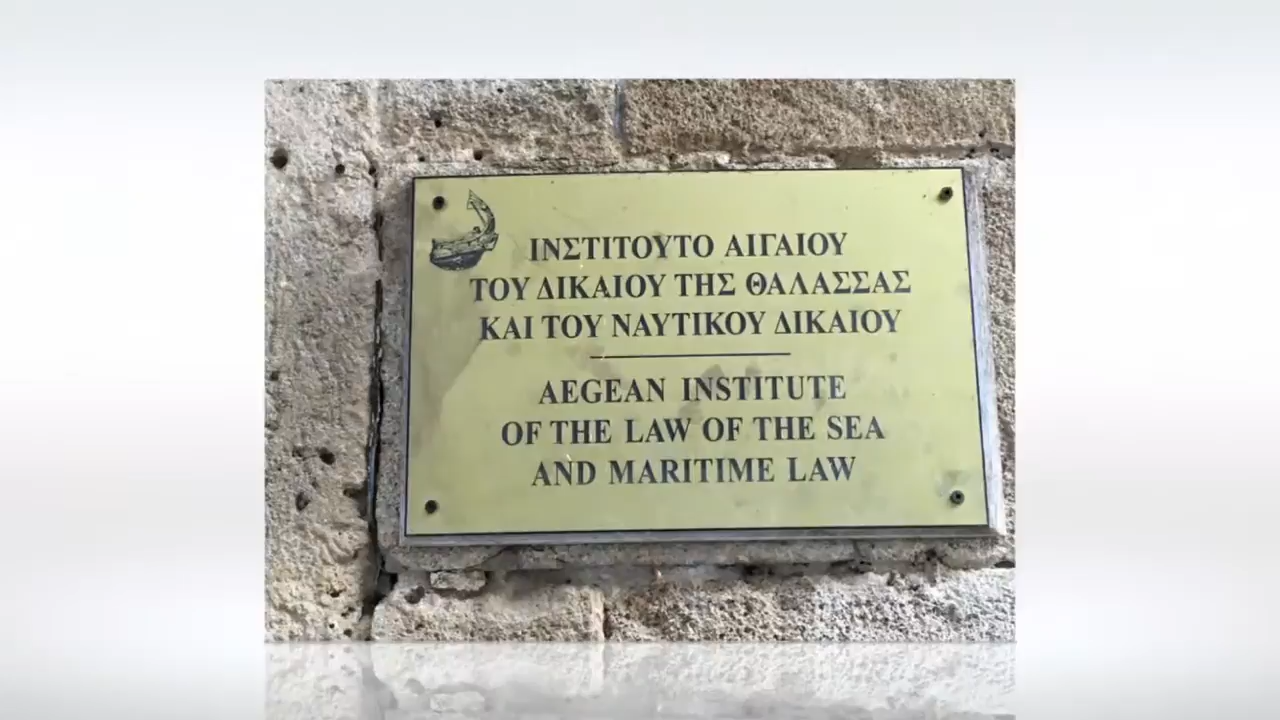 ΙΝΣΤΙΤΟΥΤΟ ΑΙΓΑΙΟΥ
ΤΟΥ ΔΙΚΑΙΟΥ ΤΗΣ ΘΑΛΑΣΣΑΣ
ΚΑΙ ΤΟΥ ΝΑΥΤΙΚΟΥ ΔΙΚΑΙΟΥ
AEGEAN INSTITUTE
OF THE LAW OF THE SEA
AND MARITIME LAW